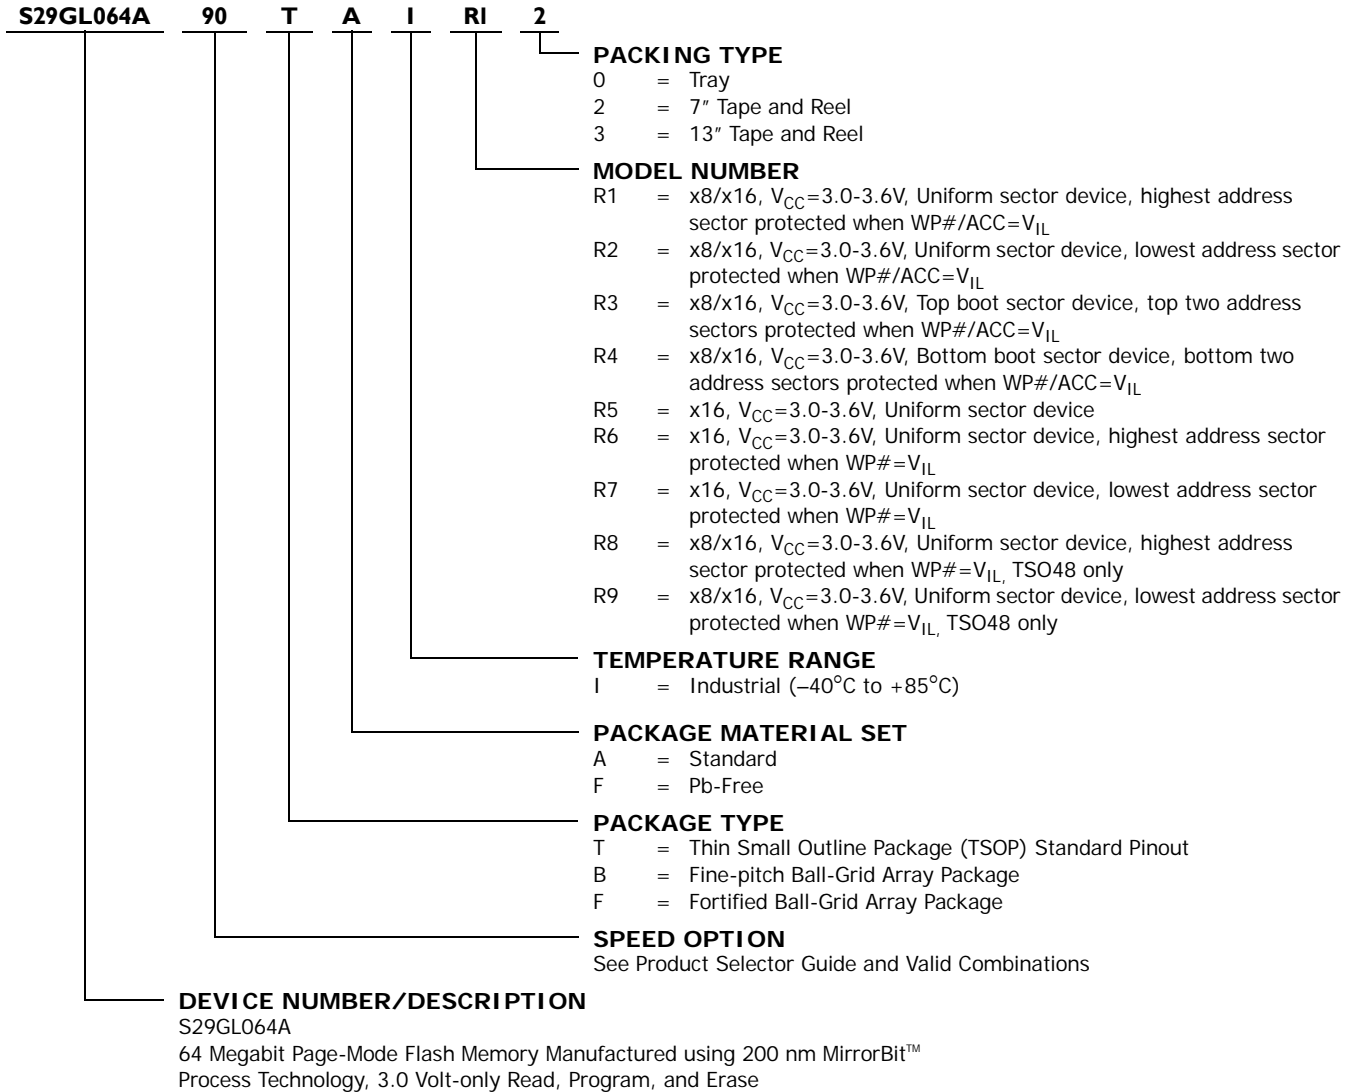 S29GL064A 90 T A I RI 2
PACKING TYPE
0 = Tray
2 = 7″ Tape and Reel
3 = 13″ Tape and Reel
MODEL NUMBER
R1 = x8/x16, VCC=3.0-3.6V, Uniform sector device, highest address
sector protected when WP#/ACC=VIL
R2 = x8/x16, VCC=3.0-3.6V, Uniform sector device, lowest address sector
protected when WP#/ACC=VIL
R3 = x8/x16, VCC=3.0-3.6V, Top boot sector device, top two address
sectors protected when WP#/ACC=VIL
R4 = x8/x16, VCC=3.0-3.6V, Bottom boot sector device, bottom two
address sectors protected when WP#/ACC=VIL
R5 = x16, VCC=3.0-3.6V, Uniform sector device
R6 = x16, VCC=3.0-3.6V, Uniform sector device, highest address sector
protected when WP#=VIL
R7 = x16, VCC=3.0-3.6V, Uniform sector device, lowest address sector
protected when WP#=VIL
R8 = x8/x16, VCC=3.0-3.6V, Uniform sector device, highest address
sector protected when WP#=VIL, TSO48 only
R9 = x8/x16, VCC=3.0-3.6V, Uniform sector device, lowest address sector
protected when WP#=VIL, TSO48 only
TEMPERATURE RANGE
I = Industrial (–40°C to +85°C)
PACKAGE MATERIAL SET
A = Standard
F = Pb-Free
PACKAGE TYPE
T = Thin Small Outline Package (TSOP) Standard Pinout
B = Fine-pitch Ball-Grid Array Package
F = Fortified Ball-Grid Array Package
SPEED OPTION
See Product Selector Guide and Valid Combinations
DEVICE NUMBER/DESCRIPTION
S29GL064A
64 Megabit Page-Mode Flash Memory Manufactured using 200 nm MirrorBit™
Process Technology, 3.0 Volt-only Read, Program, and Erase